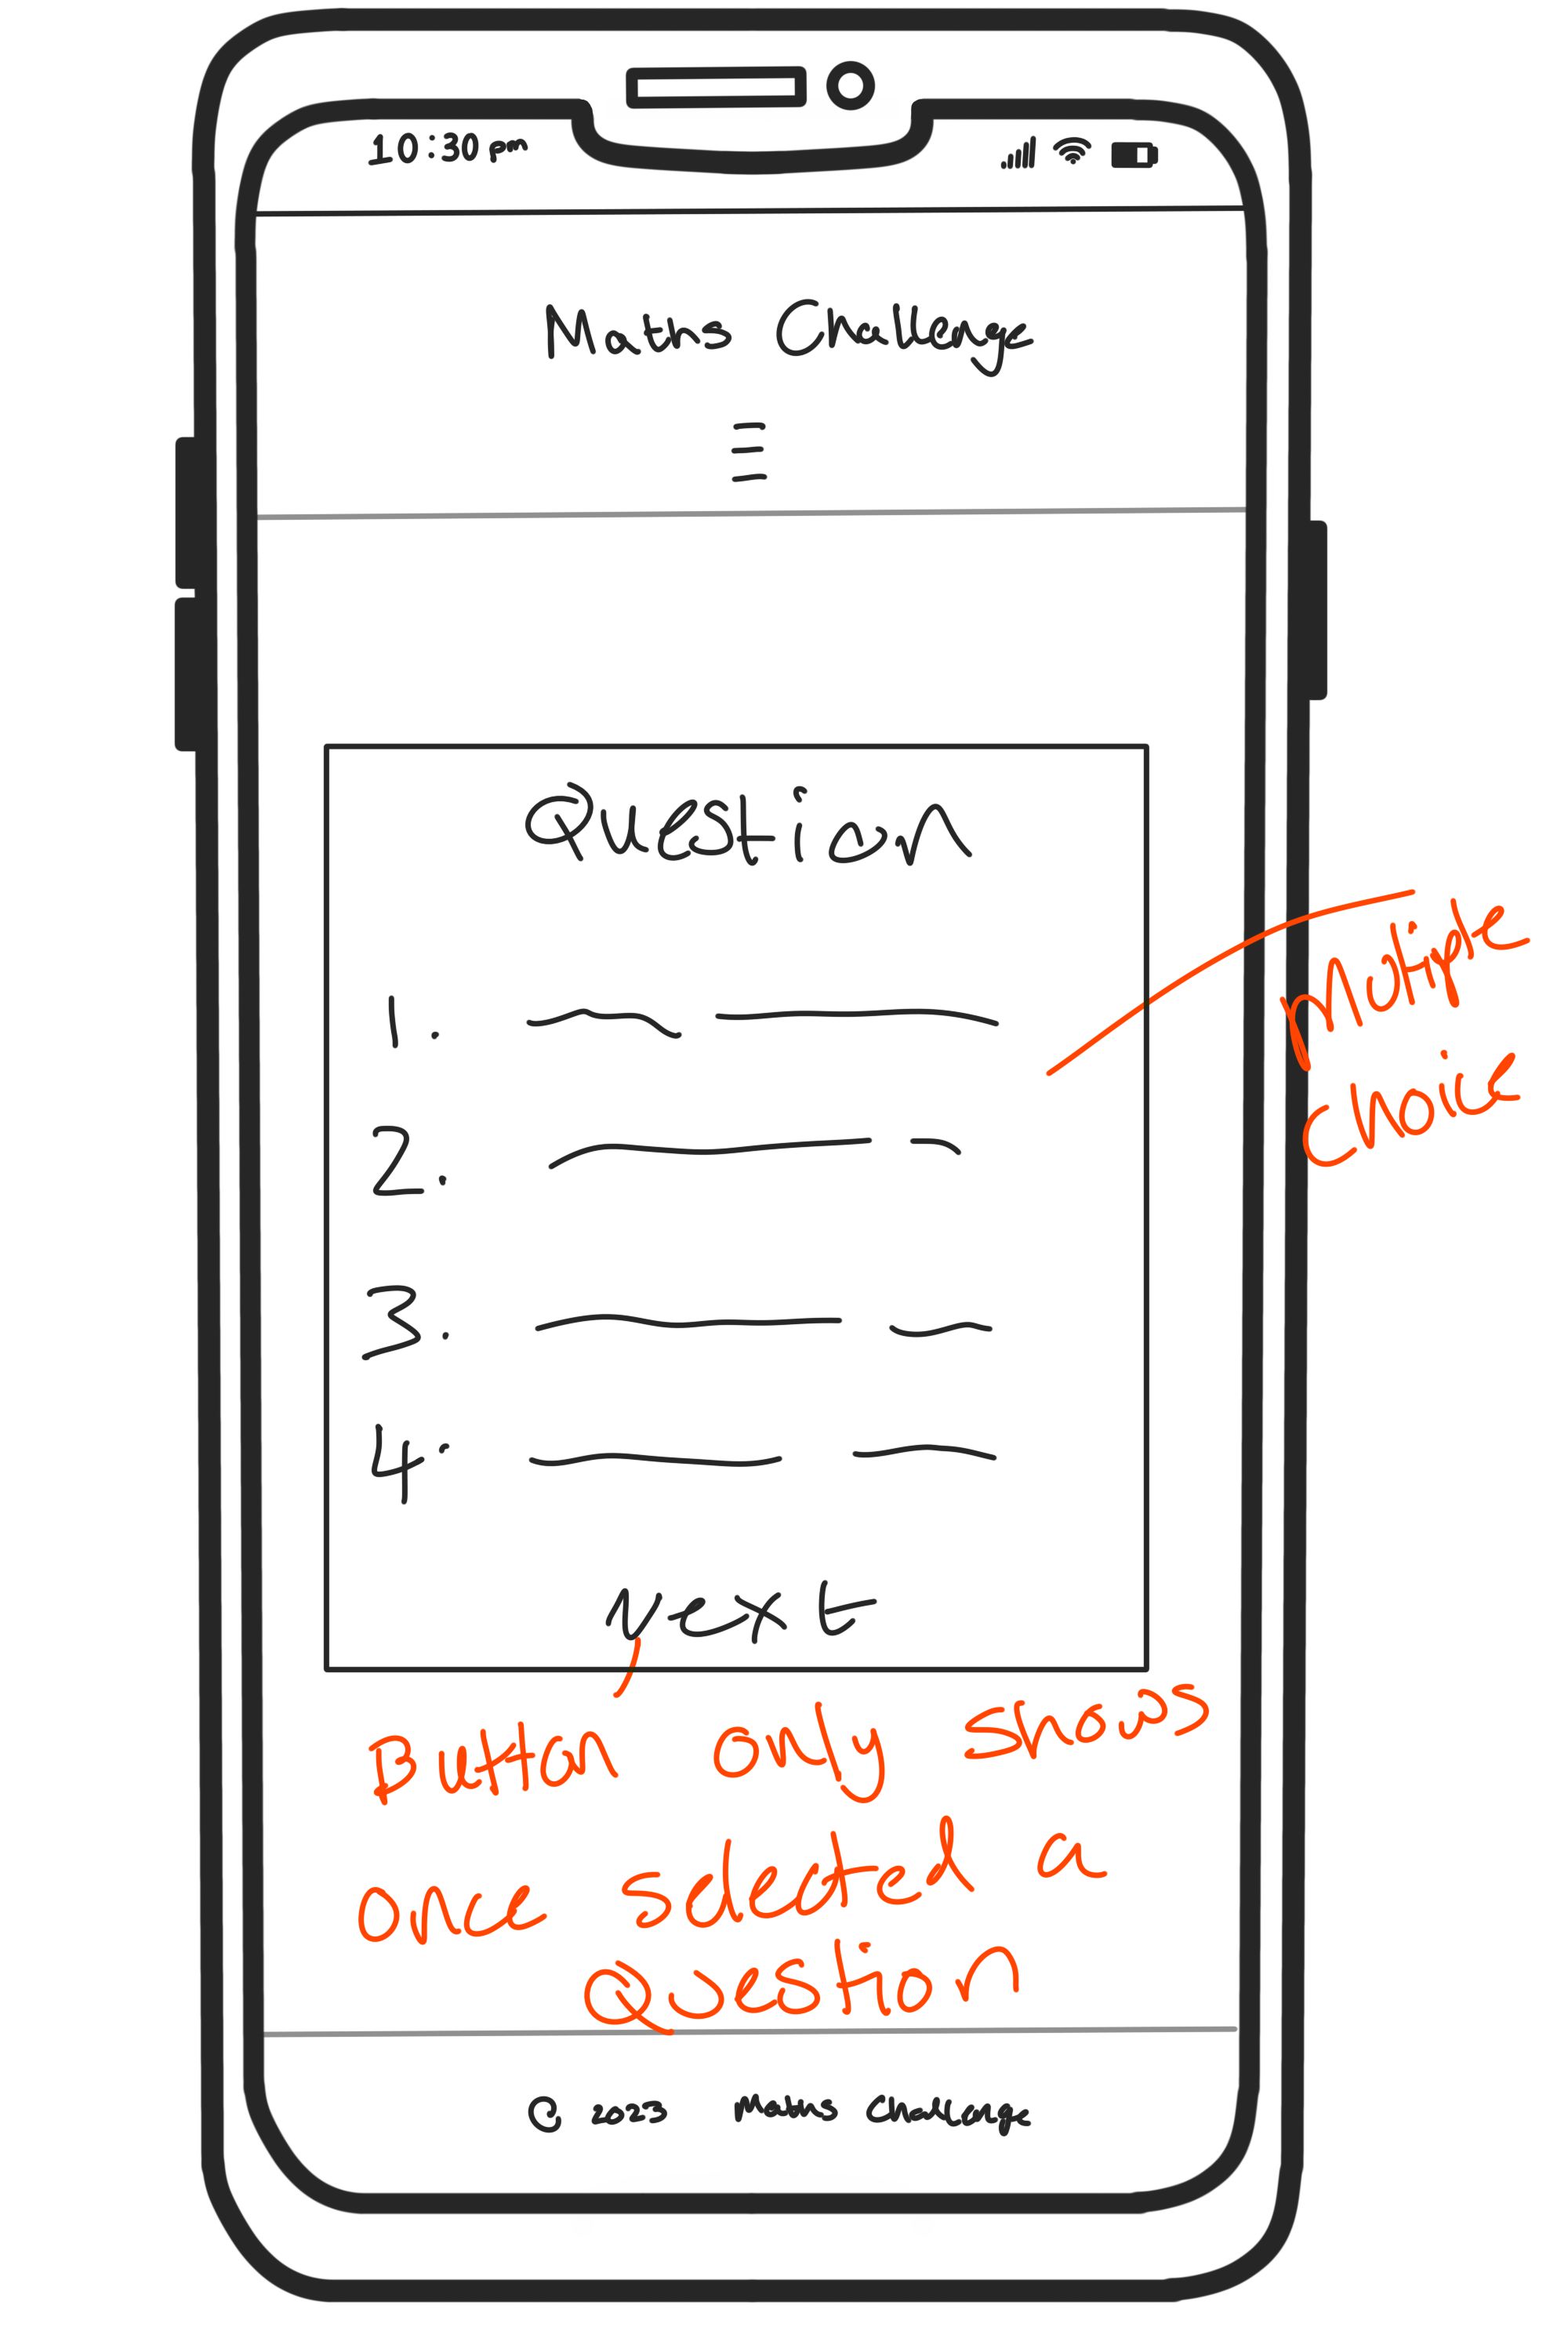 10:30 pm
Maths Challenge
Question
1.
2.
3.
4.
Next
Multiple
Choice
Button only shows
once selected a
Question
© 2023 Maths Challenge